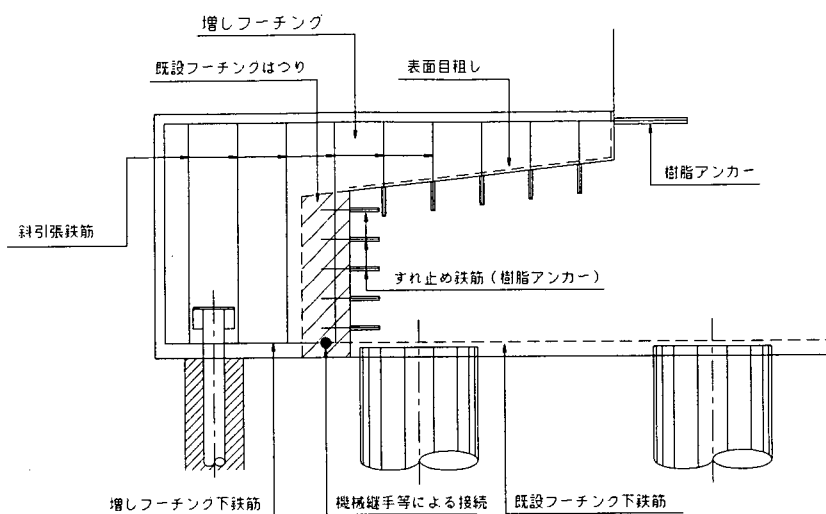 増しフーチング
既設フーチングはつり
表面目粗し
樹脂アンカー
斜引張鉄筋
ずれ止め鉄筋（樹脂アンカー）
増しフーチング下鉄筋
機械継手等による接続
既設フーチング下鉄筋